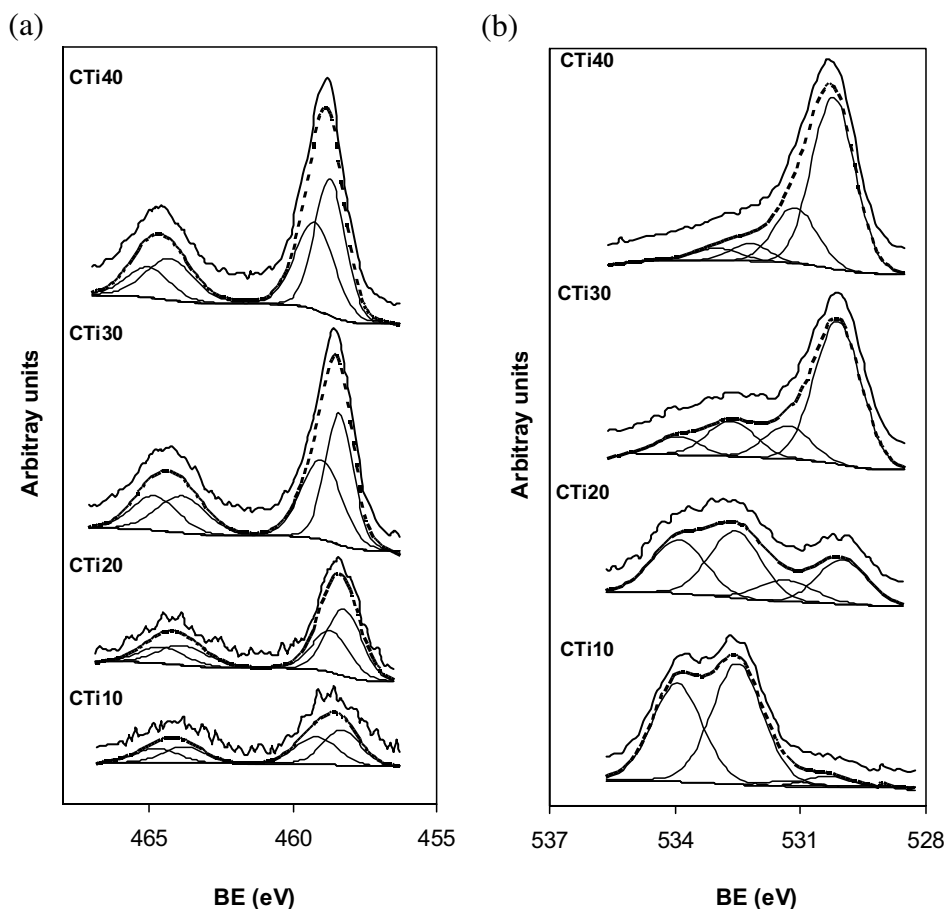 (a)
CTi40
CTi30
CTi20
CTi10
Arbitray units
465
460
455
BE (eV)
(b)
CTi40
CTi30
CTi20
CTi10
Arbitray units
537
534
531
528
BE (eV)